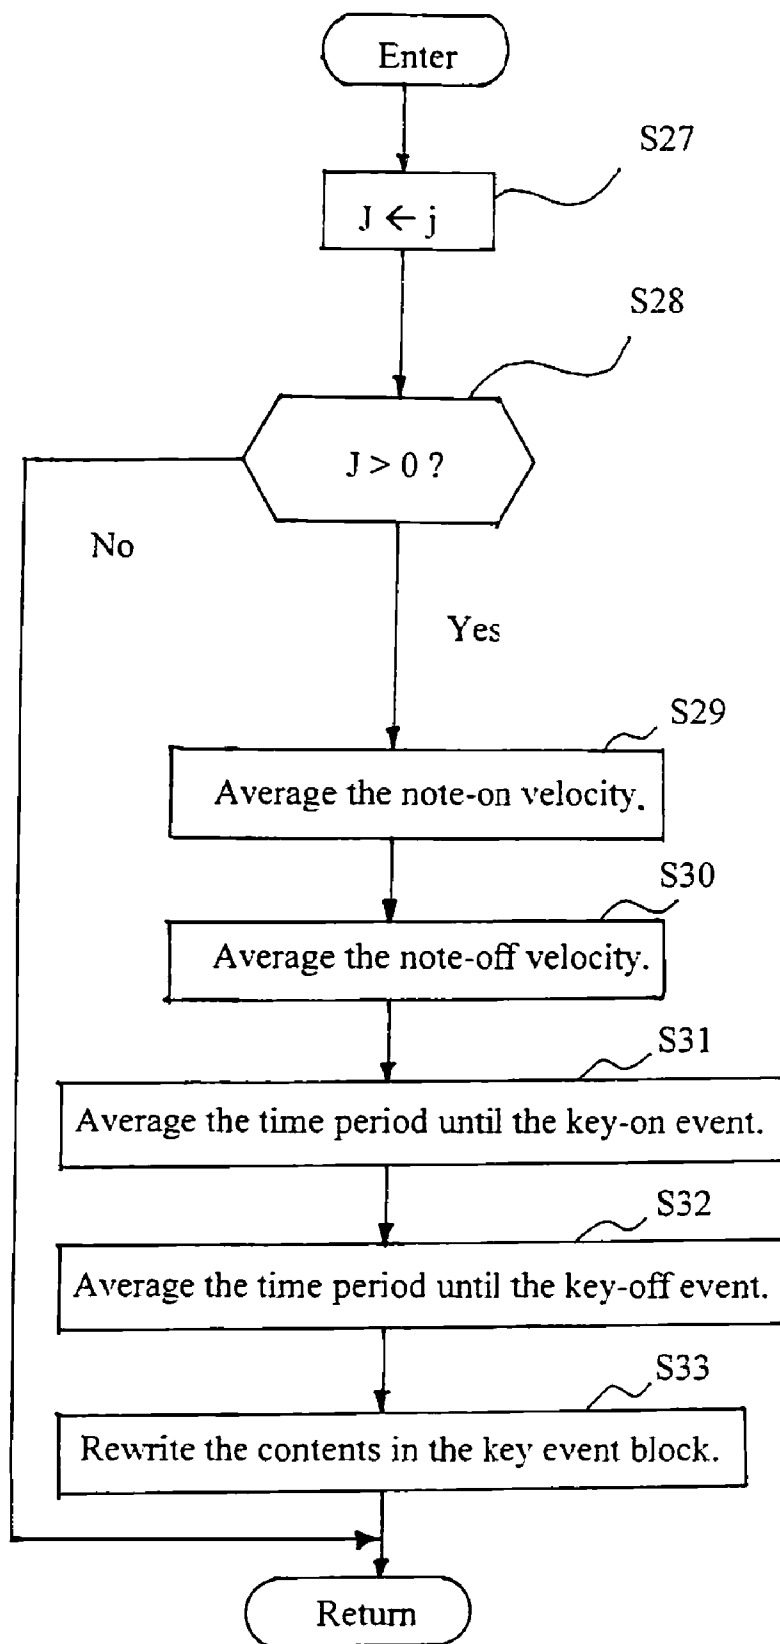 Enter
S27
J ← j
S28
J > 0 ?
No
Yes
S29
Average the note-on velocity.
S30
Average the note-off velocity.
S31
Average the time period until the key-on event.
S32
Average the time period until the key-off event.
S33
Rewrite the contents in the key event block.
Return